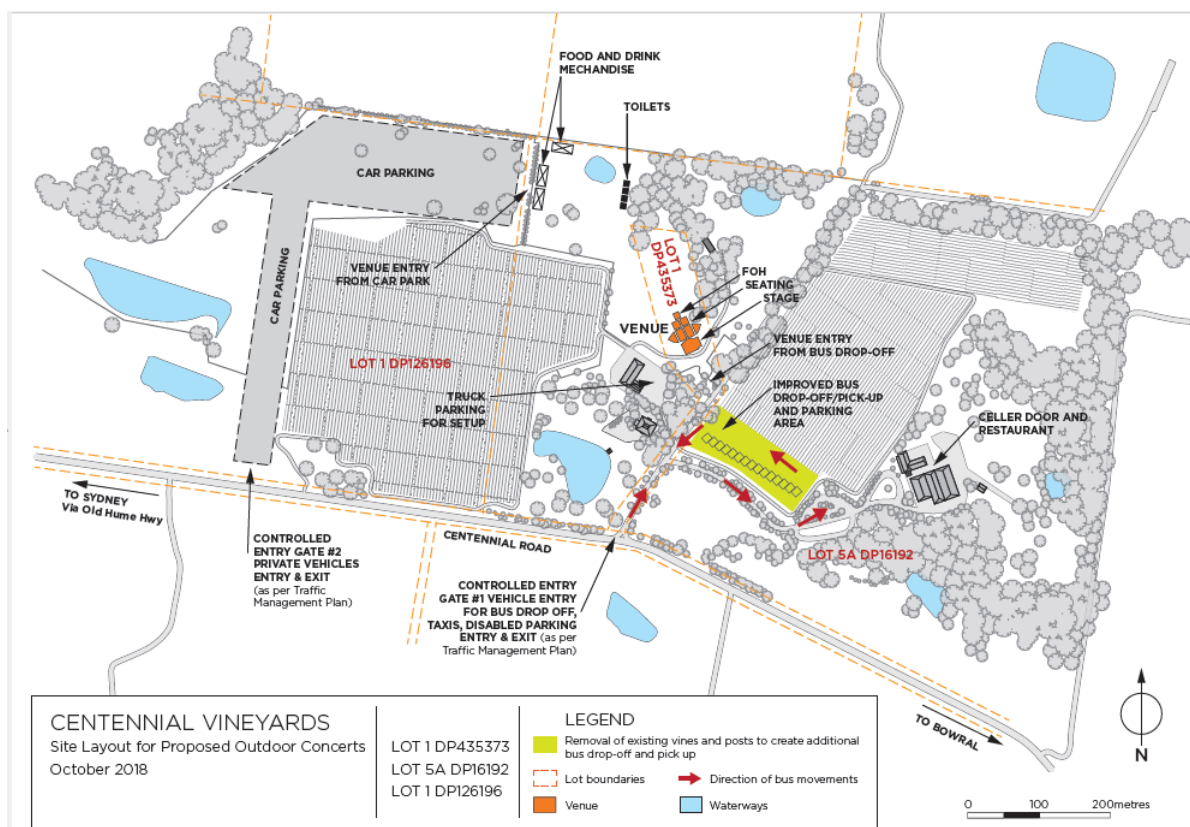 FOOD AND DRINK
MECHANDISE
TOILETS
CAR PARKING
CAR PARKING
VENUE ENTRY
FROM CAR PARK
LOT 1
DP435373
FOH
SEATING
STAGE
VENUE
VENUE ENTRY
FROM BUS DROP-OFF
LOT 1 DP126196
TRUCK
PARKING
FOR SETUP
IMPROVED BUS
DROP-OFF/PICK-UP
AND PARKING
AREA
CELLER DOOR AND
RESTAURANT
TO SYDNEY
Via Old Hume Hwy
CENTENNIAL ROAD
LOT 5A DP16192
CONTROLLED
ENTRY GATE #2
PRIVATE VEHICLES
ENTRY & EXIT
(as per Traffic
Management Plan)
CONTROLLED ENTRY
GATE #1 VEHICLE ENTRY
FOR BUS DROP OFF,
TAXIS, DISABLED PARKING
ENTRY & EXIT (as per
Traffic Management Plan)
TO BOWRAL
N
CENTENNIAL VINEYARDS
Site Layout for Proposed Outdoor Concerts
October 2018
LOT 1 DP435373
LOT 5A DP16192
LOT 1 DP126196
LEGEND
Removal of existing vines and posts to create additional
bus drop-off and pick up
Lot boundaries
Direction of bus movements
Venue
Waterways
0 100 200metres